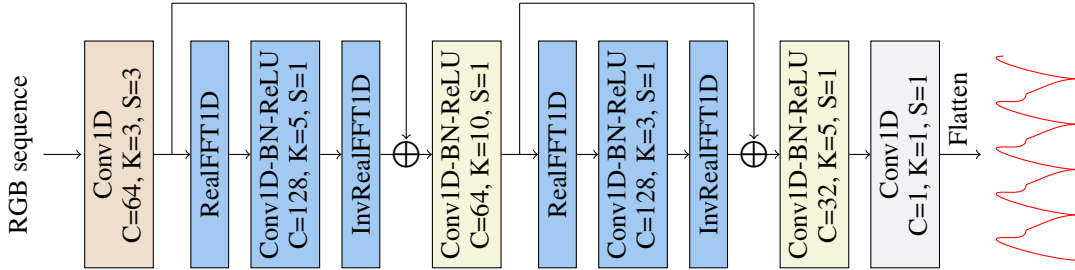 RGB sequence
Conv1D
C=64, K=3, S=3
RealFFT1D
Conv1D-BN-ReLU
C=128, K=5, S=1
InvRealFFT1D
Conv1D-BN-ReLU
C=64, K=10, S=1
RealFFT1D
Conv1D-BN-ReLU
C=128, K=3, S=1
InvRealFFT1D
Conv1D-BN-ReLU
C=32, K=5, S=1
Conv1D
C=1, K=1, S=1
Flatten